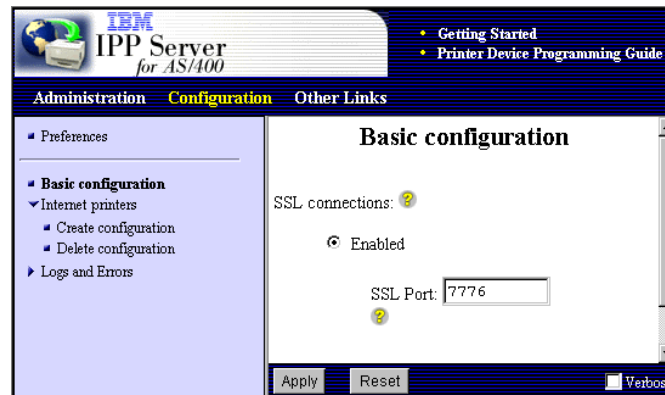 IBM
IPP Server
for AS/400
Getting Started
Printer Device Programming Guide
Administration Configuration Other Links
Preferences
Basic configuration
Internet printers
Create configuration
Delete configuration
Logs and Errors
Basic configuration
SSL connections: ?
Enabled
SSL Port: 7776
?
Apply Reset
Verbos